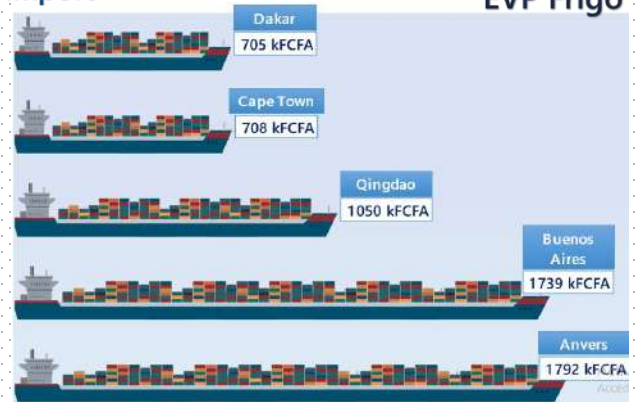 EVP Frigo
Dakar
705 kFCFA
Cape Town
708 kFCFA
Qingdao
1050 kFCFA
Buenos
Aires
1739 kFCFA
Anvers
1792 kFCFA